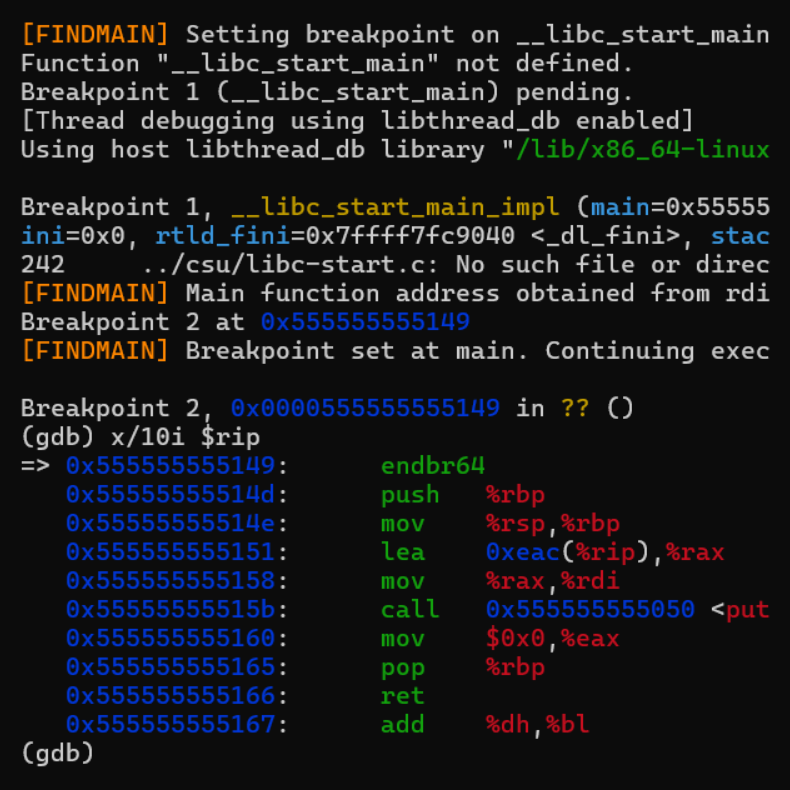 [FINDMAIN] Setting breakpoint on __libc_start_main
Function "__libc_start_main" not defined.
Breakpoint 1 (__libc_start_main) pending.
[Thread debugging using libthread_db enabled]
Using host libthread_db library "/lib/x86_64-linux
Breakpoint 1, __libc_start_main_impl (main=0x55555
ini=0x0, rtld_fini=0x7ffff7fc9040 <_dl_fini>, stac
242     ../csu/libc-start.c: No such file or direc
[FINDMAIN] Main function address obtained from rdi
Breakpoint 2 at 0x555555555149
[FINDMAIN] Breakpoint set at main. Continuing exec
Breakpoint 2, 0x0000555555555149 in ?? ()
(gdb) x/10i $rip
=> 0x555555555149:      endbr64
   0x55555555514d:      push   %rbp
   0x55555555514e:      mov    %rsp,%rbp
   0x555555555151:      lea    0xeac(%rip),%rax
   0x555555555158:      mov    %rax,%rdi
   0x55555555515b:      call   0x555555555050 <put
   0x555555555160:      mov    $0x0,%eax
   0x555555555165:      pop    %rbp
   0x555555555166:      ret
   0x555555555167:      add    %dh,%bl
(gdb)